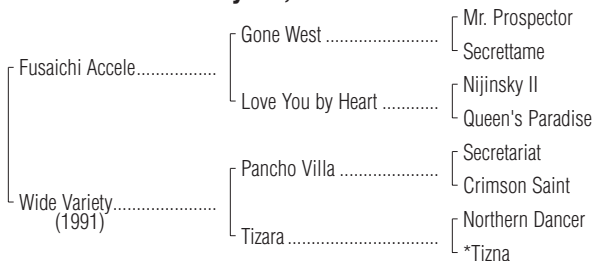 Mr. Prospector
Gone West ..........................
Secrettame
Fusaichi Accele..................
Nijinsky II
Love You by Heart .............
Queen's Paradise
Secretariat
Pancho Villa .......................
Crimson Saint
Wide Variety.......................
(1991)
Northern Dancer
Tizara ...................................
*Tizna